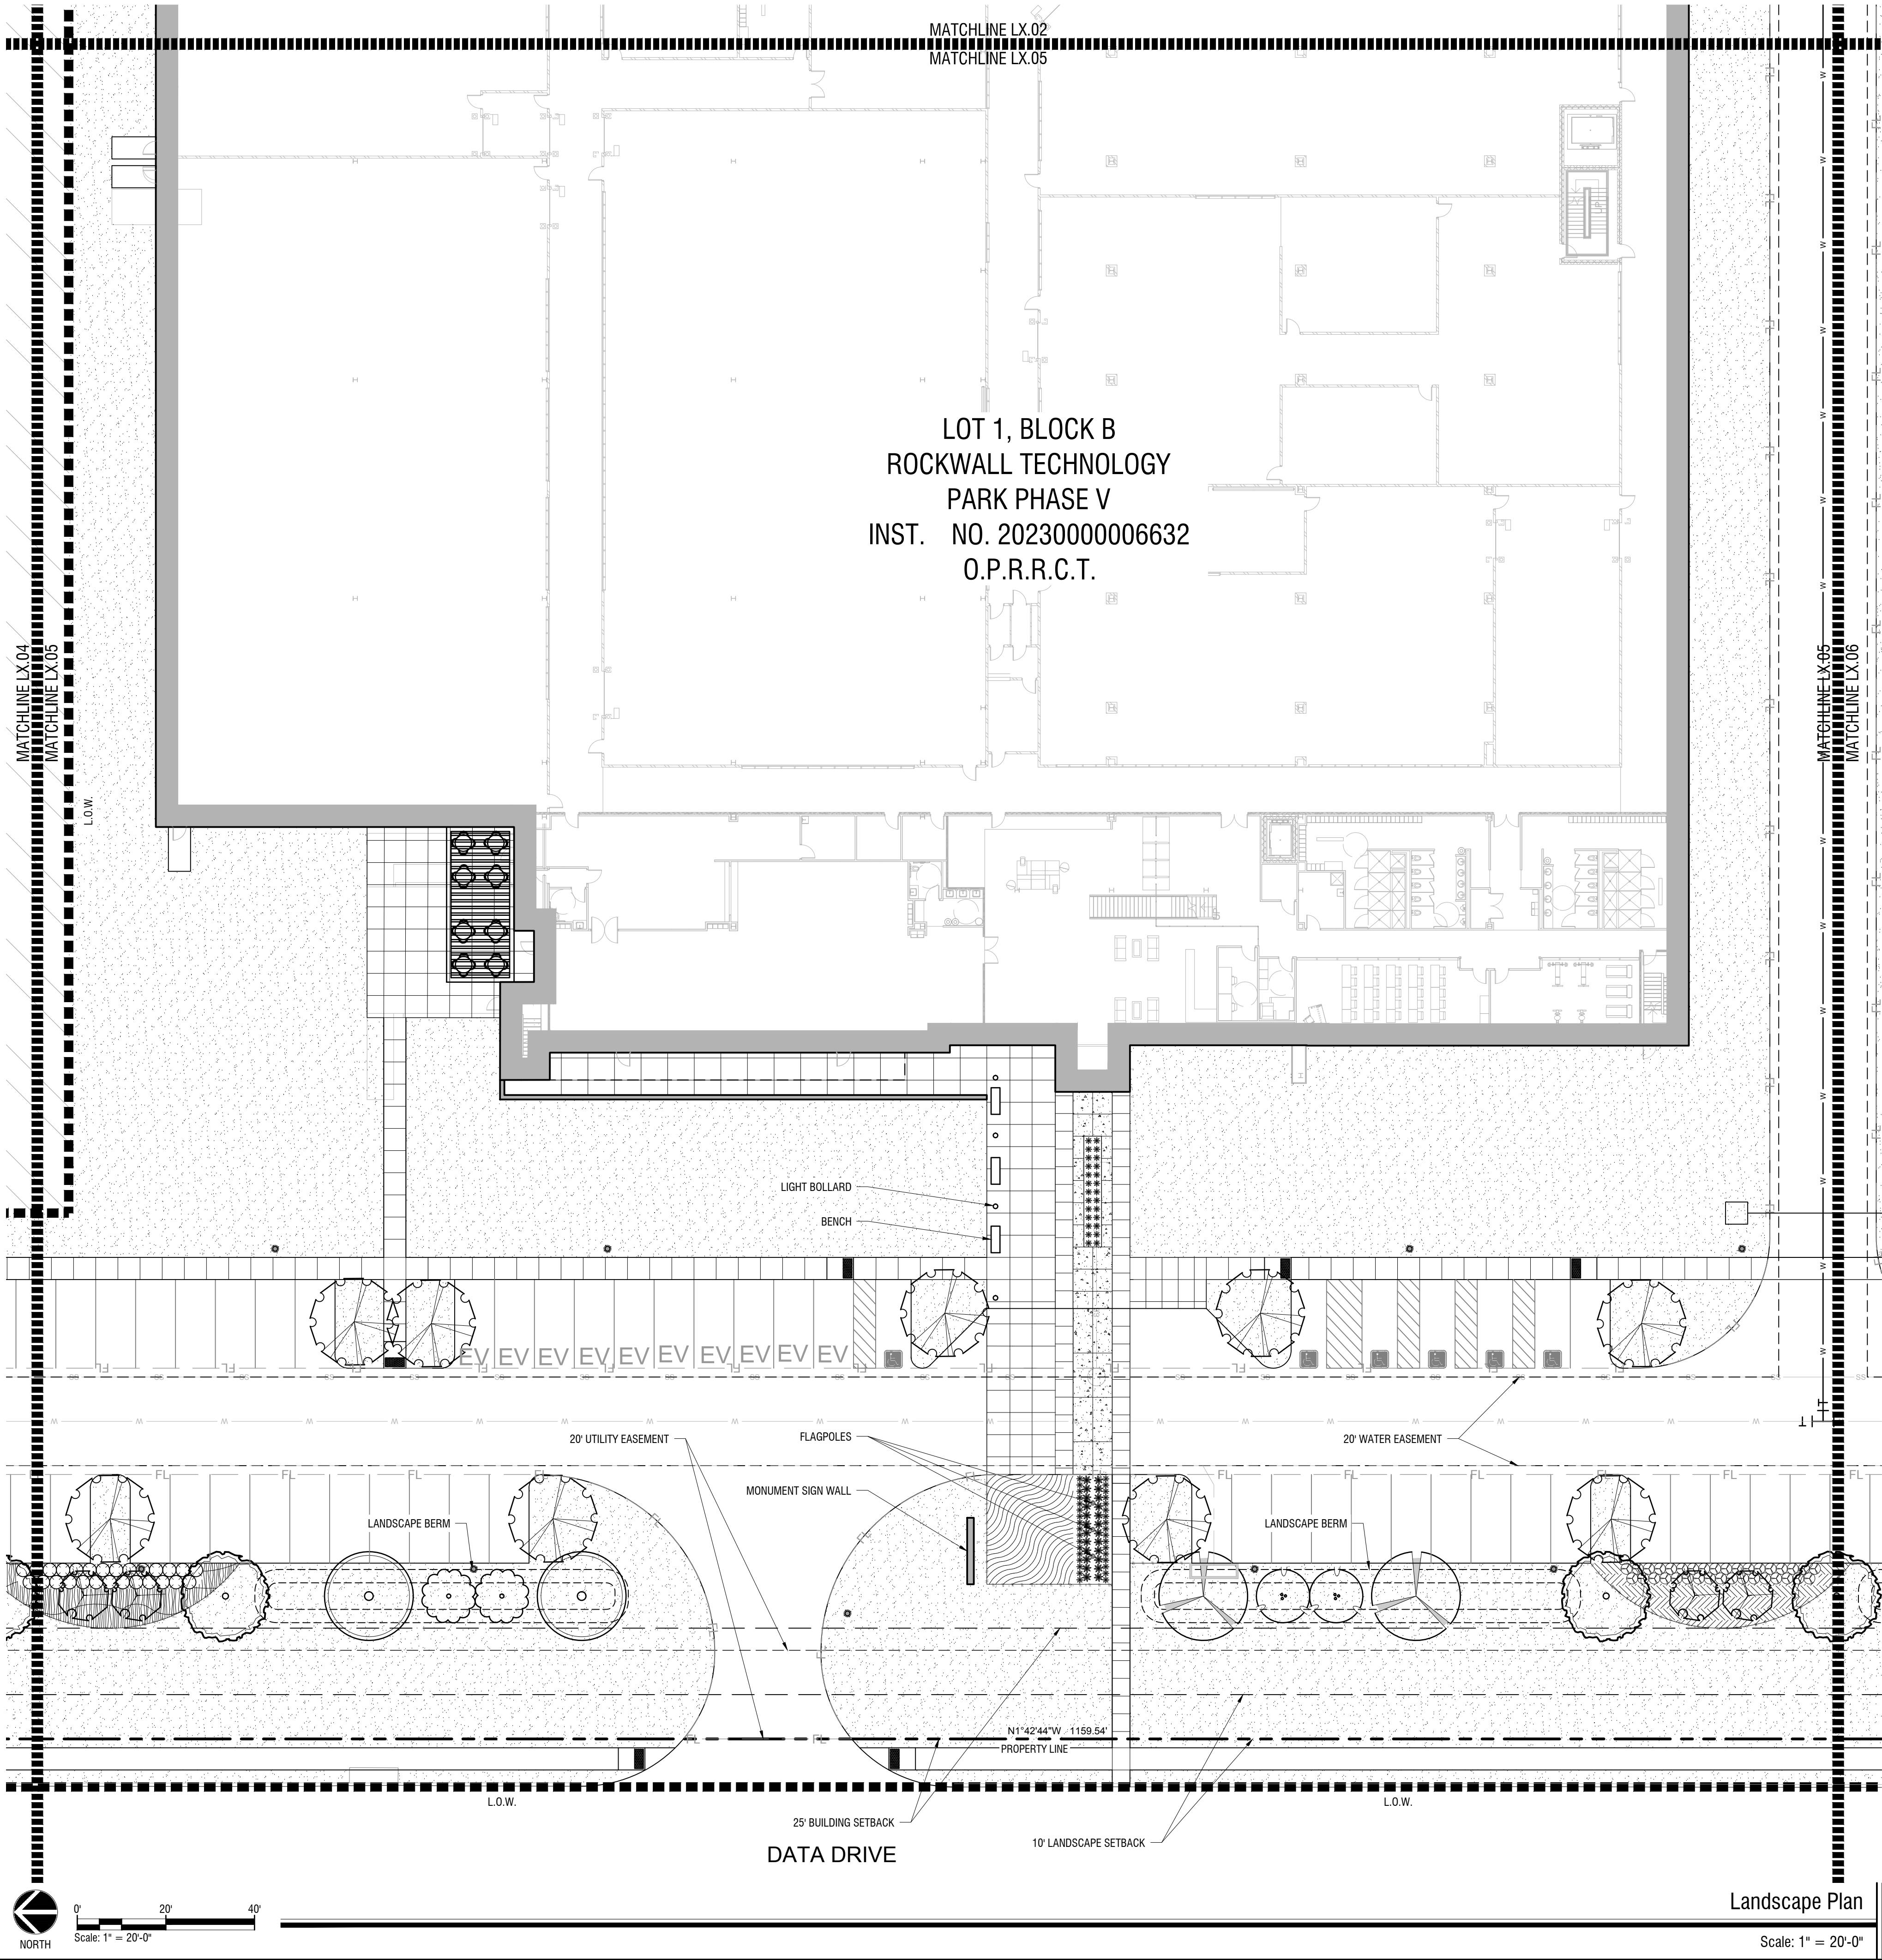 MATCHLINE LX.02
MATCHLINE LX.05
LOT 1, BLOCK B
ROCKWALL TECHNOLOGY
PARK PHASE V
INST. NO. 20230000006632
O.P.R.R.C.T.
MATCHLINE LX.04
MATCHLINE LX.05
MATCHLINE LX.05
MATCHLINE LX.06
L.O.W.
LIGHT BOLLARD
BENCH
EV EV EV EV EV EV EV EV EV EV
20' UTILITY EASEMENT
FLAGPOLES
20' WATER EASEMENT
MONUMENT SIGN WALL
LANDSCAPE BERM
LANDSCAPE BERM
N1°42'44"W 1159.54'
PROPERTY LINE
L.O.W.
L.O.W.
25' BUILDING SETBACK
10' LANDSCAPE SETBACK
DATA DRIVE
0' 20' 40'
Scale: 1" = 20'-0"
NORTH
Landscape Plan
Scale: 1" = 20'-0"